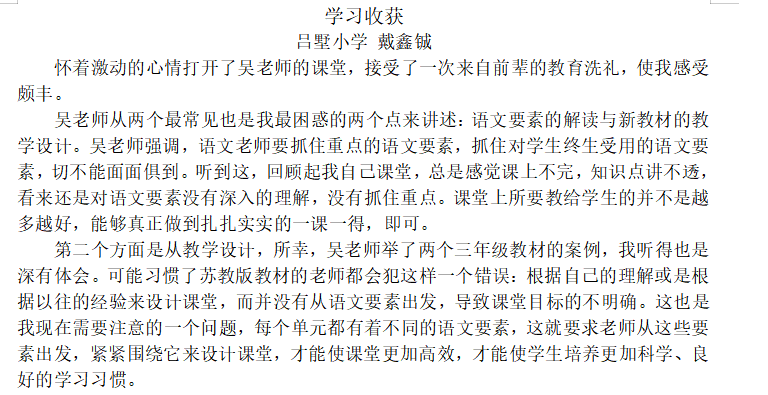 学习收获
吕墅小学 戴鑫铖
怀着激动的心情打开了吴老师的课堂，接受了一次来自前辈的教育洗礼，使我感受
颇丰。
吴老师从两个最常见也是我最困惑的两个点来讲述：语文要素的解读与新教材的教
学设计。吴老师强调，语文老师要抓住重点的语文要素，抓住对学生终生受用的语文要
素，切不能面面俱到。听到这，回顾起我自己课堂，总是感觉课上不完，知识点讲不透，
看来还是对语文要素没有深入的理解，没有抓住重点。课堂上所要教给学生的并不是越
多越好，能够真正做到扎扎实实的一课一得，即可。
第二个方面是从教学设计，所幸，吴老师举了两个三年级教材的案例，我听得也是
深有体会。可能习惯了苏教版教材的老师都会犯这样一个错误：根据自己的理解或是根
据以往的经验来设计课堂，而并没有从语文要素出发，导致课堂目标的不明确。这也是
我现在需要注意的一个问题，每个单元都有着不同的语文要素，这就要求老师从这些要
素出发，紧紧围绕它来设计课堂，才能使课堂更加高效，才能使学生培养更加科学、良
好的学习习惯。